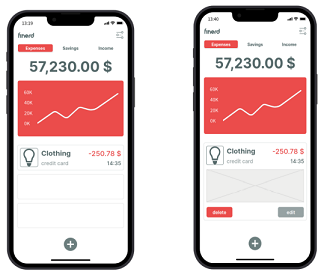 13:19
finerd
Expenses Savings Income
57,230.00 $
60K
40K
20K
0K
Clothing -250.78 $
credit card 14:35
13:40
finerd
Expenses Savings Income
57,230.00 $
60K
40K
20K
0K
Clothing -250.78 $
credit card 14:35
delete edit